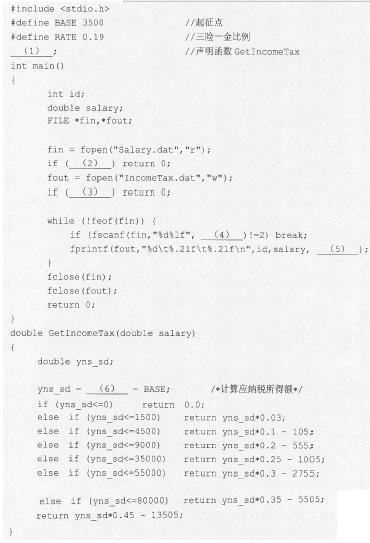 #include <stdio.h>
#define BASE 3500 //起征点
#define RATE 0.19 //三险一金比例
(1) ; //声明函数 GetIncomeTax
int main()
{
int id;
double salary;
FILE *fin,*fout;
fin = fopen("Salary.dat","r");
if ( (2) ) return 0;
fout = fopen("IncomeTax.dat","w");
if ( (3) ) return 0;
while (!feof(fin)) {
if (fscanf(fin,"%d%lf", (4) )!=2) break;
fprintf(fout,"%d\t%.2lf\t%.2lf\n",id,salary, (5) );
}
fclose(fin);
fclose(fout);
return 0;
}
double GetIncomeTax(double salary)
{
double yns_sd;
yns_sd = (6) - BASE; /*计算应纳税所得额*/
if (yns_sd<=0) return 0.0;
else if (yns_sd<=1500) return yns_sd*0.03;
else if (yns_sd<=4500) return yns_sd*0.1 - 105;
else if (yns_sd<=9000) return yns_sd*0.2 - 555;
else if (yns_sd<=35000) return yns_sd*0.25 - 1005;
else if (yns_sd<=55000) return yns_sd*0.3 - 2755;
else if (yns_sd<=80000) return yns_sd*0.35 - 5505;
return yns_sd*0.45 - 13505;
}